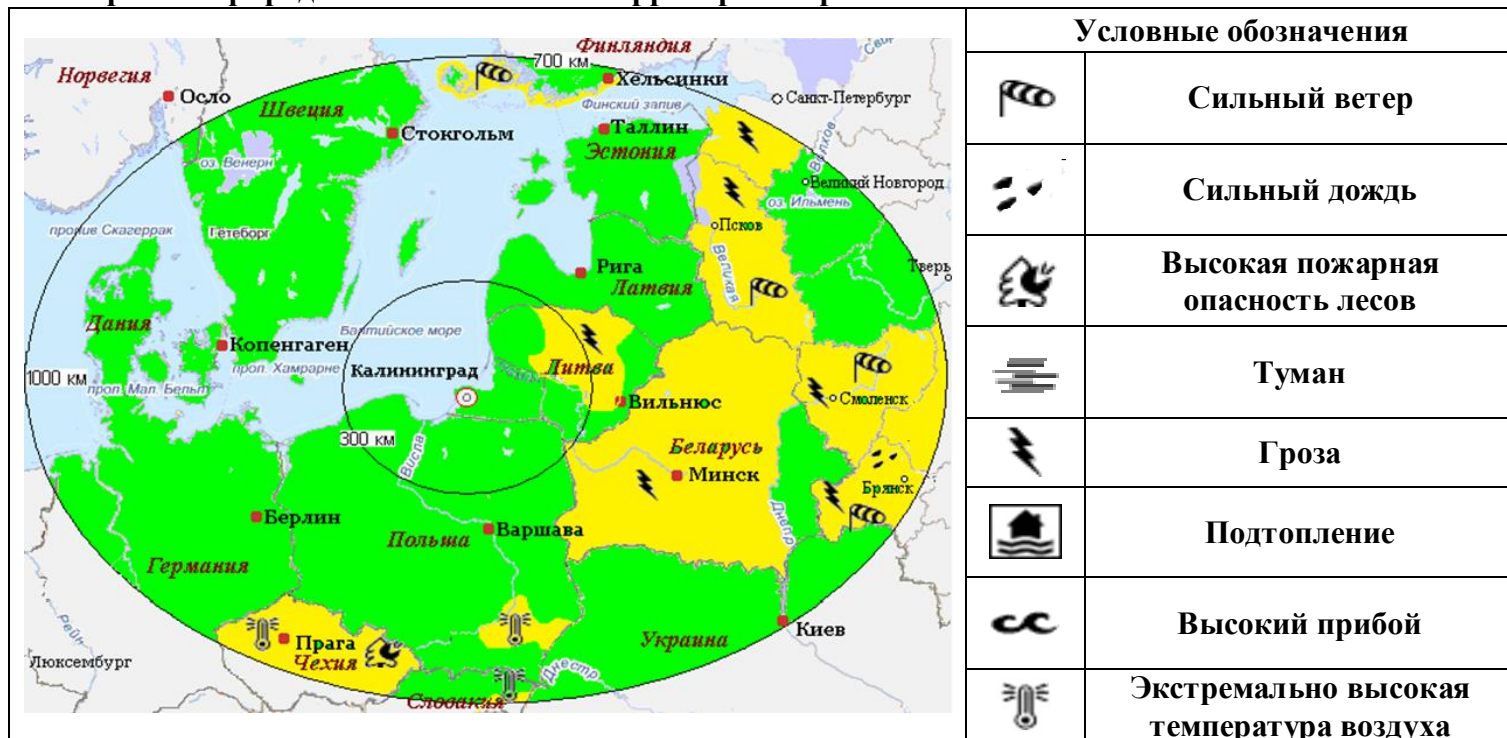 Условные обозначения
Сильный ветер
Сильный дождь
Высокая пожарная
опасность лесов
Туман
Гроза
Подтопление
Высокий прибой
Экстремально высокая
температура воздуха
Финляндия
700 км
Норвегия
Хельсинки
Осло
Швеция
Финский залив
Санкт-Петербург
Стокгольм
Таллин
Эстония
Волхов
оз. Венерн
Великий Новгород
оз. Ильмень
Псков
пролив Скагеррак
Гетеборг
Великая
Рига
Латвия
Тверь
Дания
Балтийское море
Копенгаген
прол. Хамрарне
Калининград
Литва
1000 км
прол. Мал. Бельт
Вильнюс
Смоленск
300 км
Висла
Беларусь
Минск
Брянск
Берлин
Варшава
Днепр
Польша
Германия
Рейн
Прага
Чехия
Украина
Киев
Люксембург
Днестр
Словакия